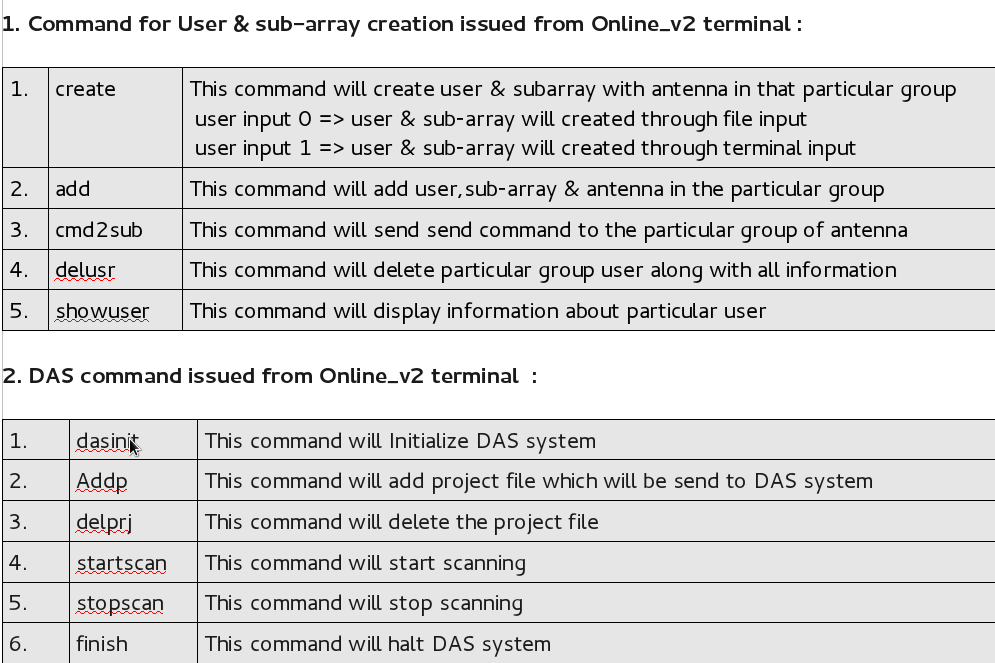 1. Command for User & sub-array creation issued from Online_v2 terminal :
1. create This command will create user & subarray with antenna in that particular group
user input 0 => user & sub-array will created through file input
user input 1 => user & sub-array will created through terminal input
2. add This command will add user,sub-array & antenna in the particular group
3. cmd2sub This command will send send command to the particular group of antenna
4. delusr This command will delete particular group user along with all information
5. showuser This command will display information about particular user
2. DAS command issued from Online_v2 terminal :
1. dasinit This command will Initialize DAS system
2. Addp This command will add project file which will be send to DAS system
3. delprj This command will delete the project file
4. startscan This command will start scanning
5. stopscan This command will stop scanning
6. finish This command will halt DAS system